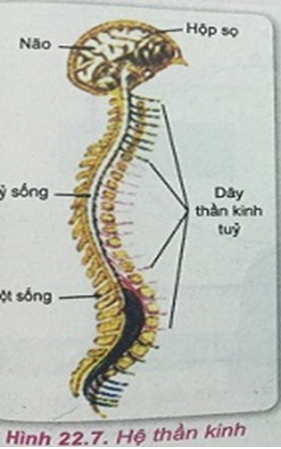 Hộp sọ
Não
ỷ sống
Dây
thần kinh
tuỷ
ột sống
Hình 22.7. Hệ thần kinh